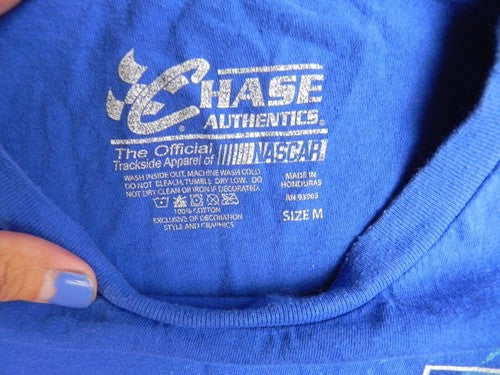 CHASE
AUTHENTICS®
The Official
Trackside Apparel of NASCAR
WASH INSIDE OUT, MACHINE WASH COLD
DO NOT BLEACH, TUMBLE DRY LOW. DO
NOT DRY CLEAN OR IRON IF DECORATED.
100% COTTON
EXCLUSIVE OF DECORATION
STYLE AND GRAPHICS
MADE IN
HONDURAS
RN 93965
SIZE M